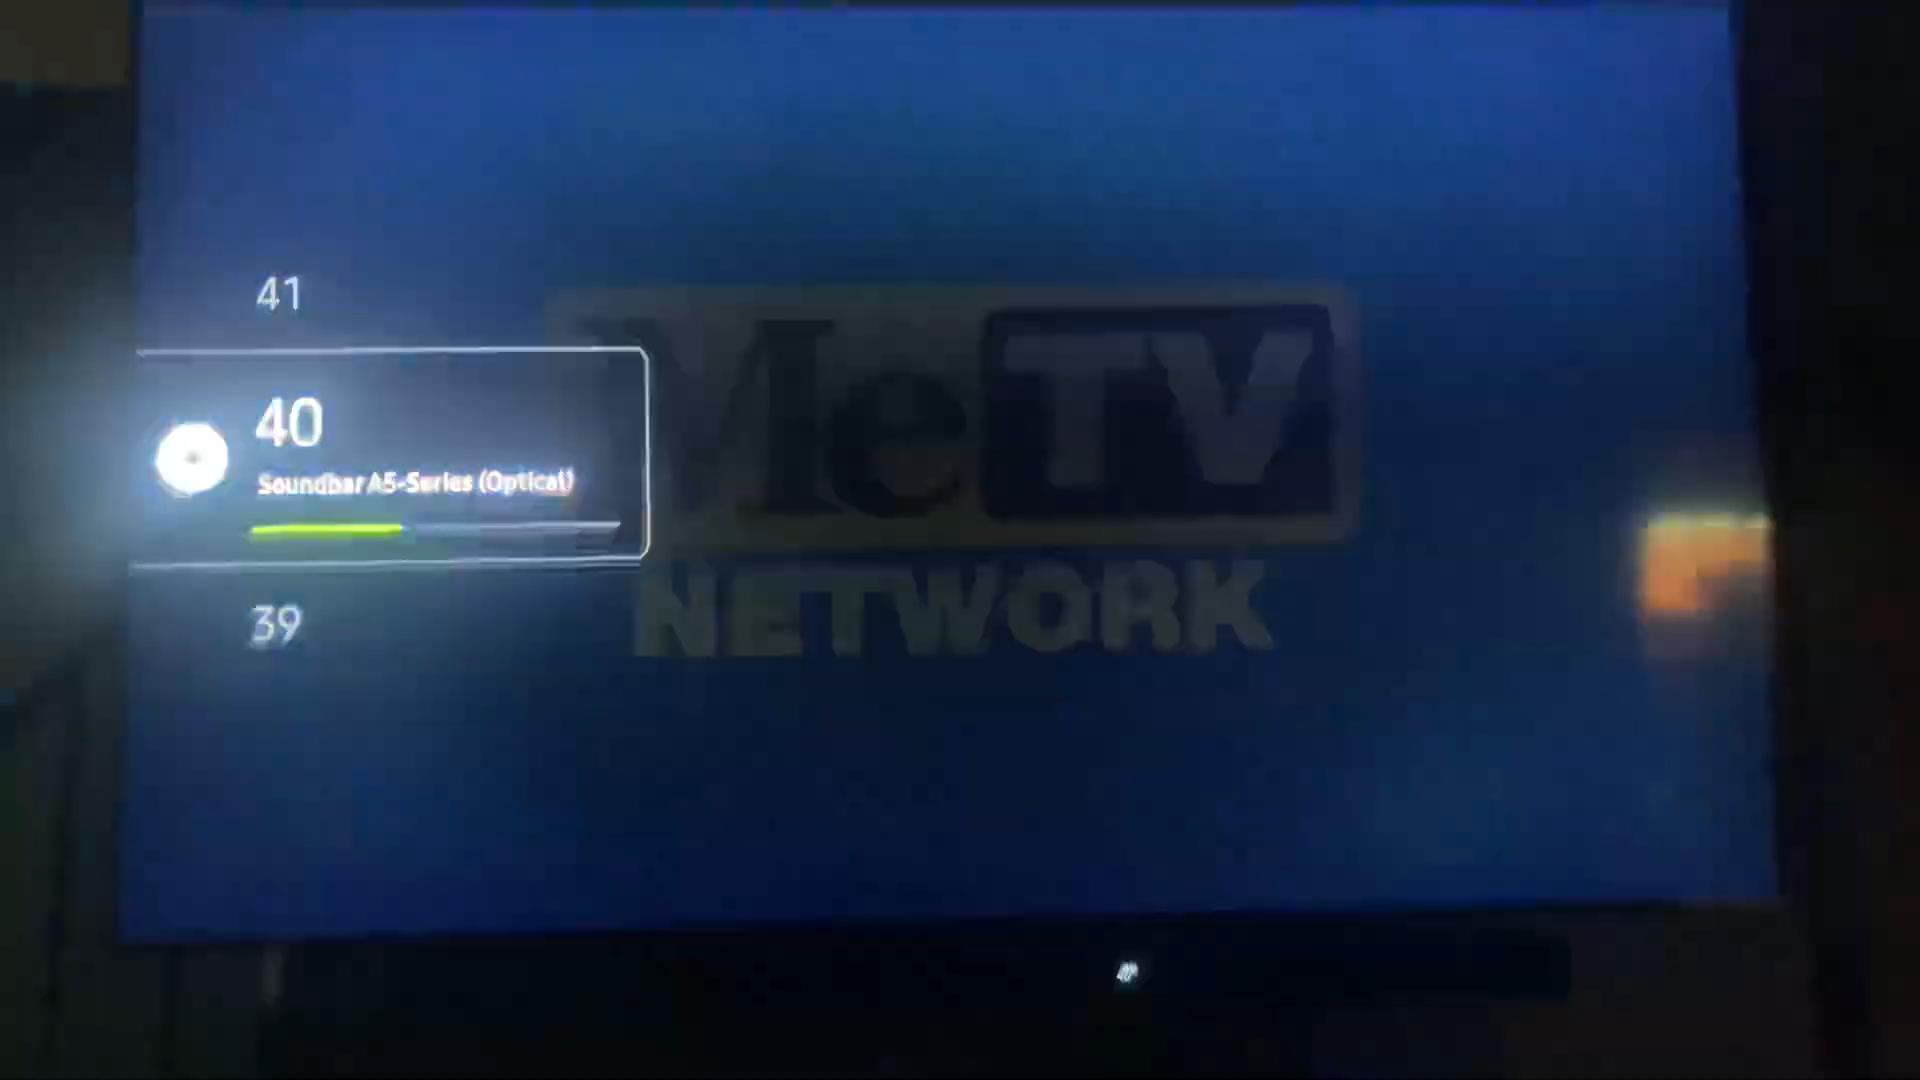 41
40
Soundbar A5-Series (Optical)
39
MeTV
NETWORK